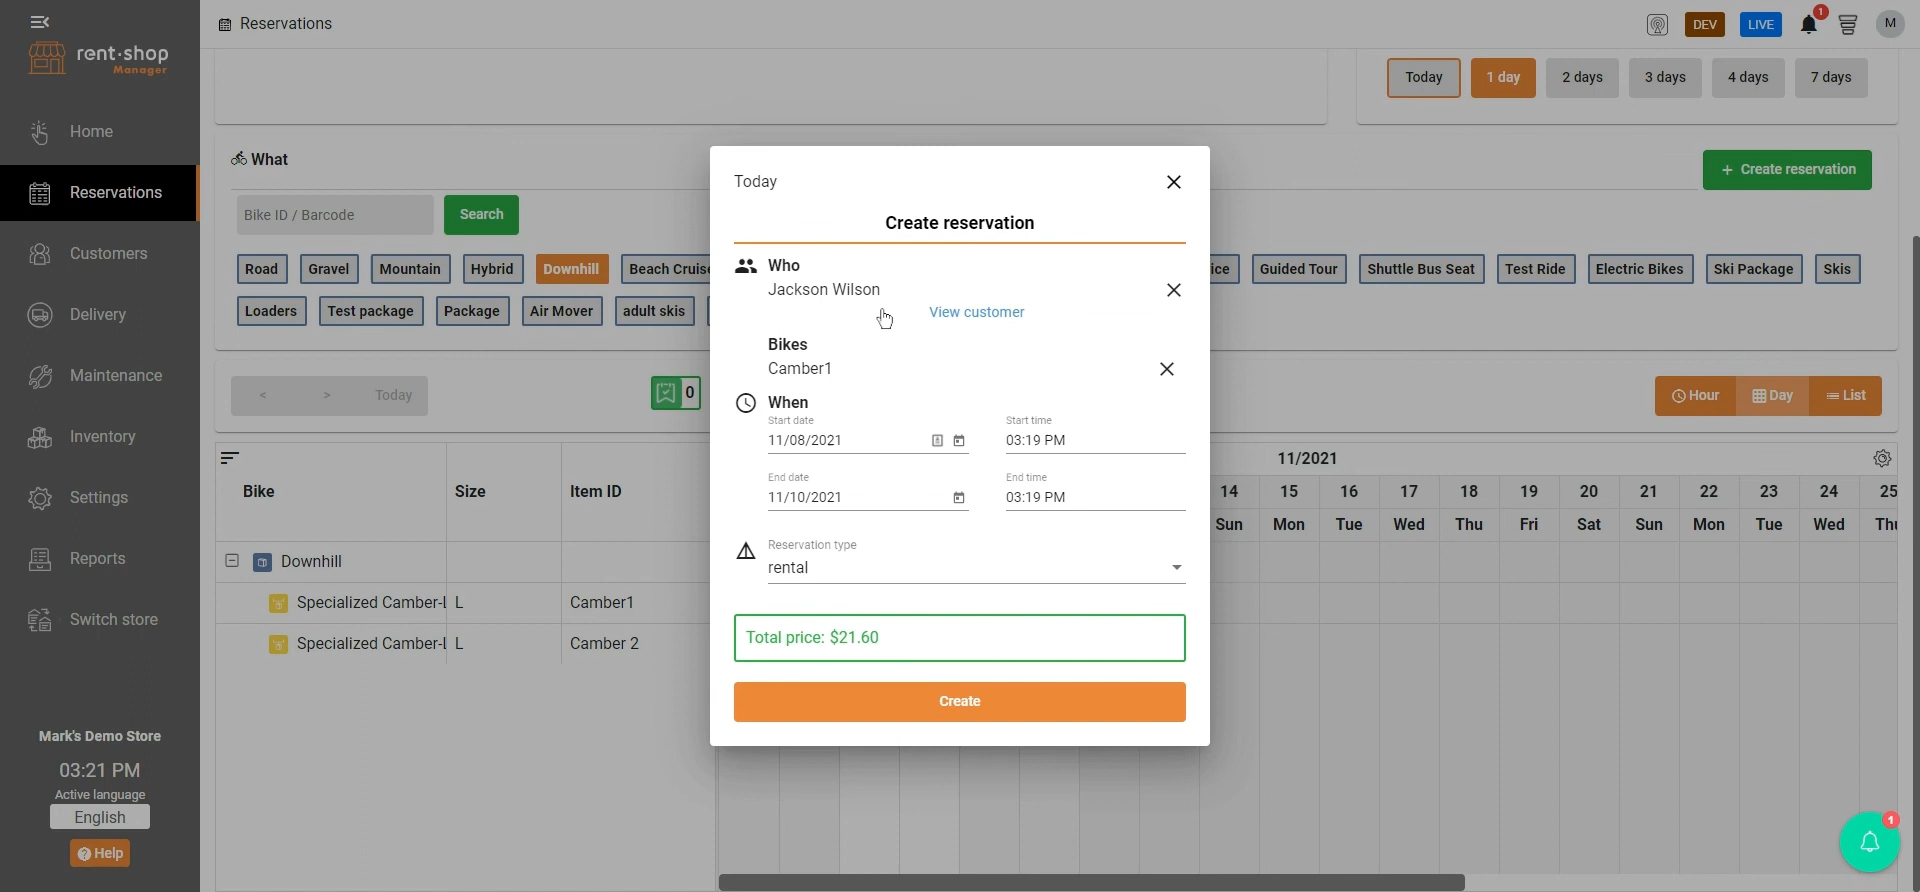 Reservations
DEV
LIVE
1
M
rent·shop
Manager
Today
1 day
2 days
3 days
4 days
7 days
Home
Reservations
Customers
Delivery
Maintenance
Inventory
Settings
Reports
Switch store
Mark's Demo Store
03:21 PM
Active language
English
Help
What
+ Create reservation
Bike ID / Barcode
Search
Road
Gravel
Mountain
Hybrid
Downhill
Guided Tour
Shuttle Bus Seat
Test Ride
Electric Bikes
Ski Package
Skis
Loaders
Test package
Package
Air Mover
adult skis
< > Today
0
Hour
Day
List
Bike
Size
Item ID
11/2021
14 15 16 17 18 19 20 21 22 23 24 25
Sun Mon Tue Wed Thu Fri Sat Sun Mon Tue Wed
Downhill
Specialized Camber-L L Camber1
Specialized Camber-L L Camber 2
Today
Create reservation
Who
Jackson Wilson
View customer
Bikes
Camber1
When
Start date
Start time
11/08/2021
03:19 PM
End date
End time
11/10/2021
03:19 PM
Reservation type
rental
Total price: $21.60
Create
1